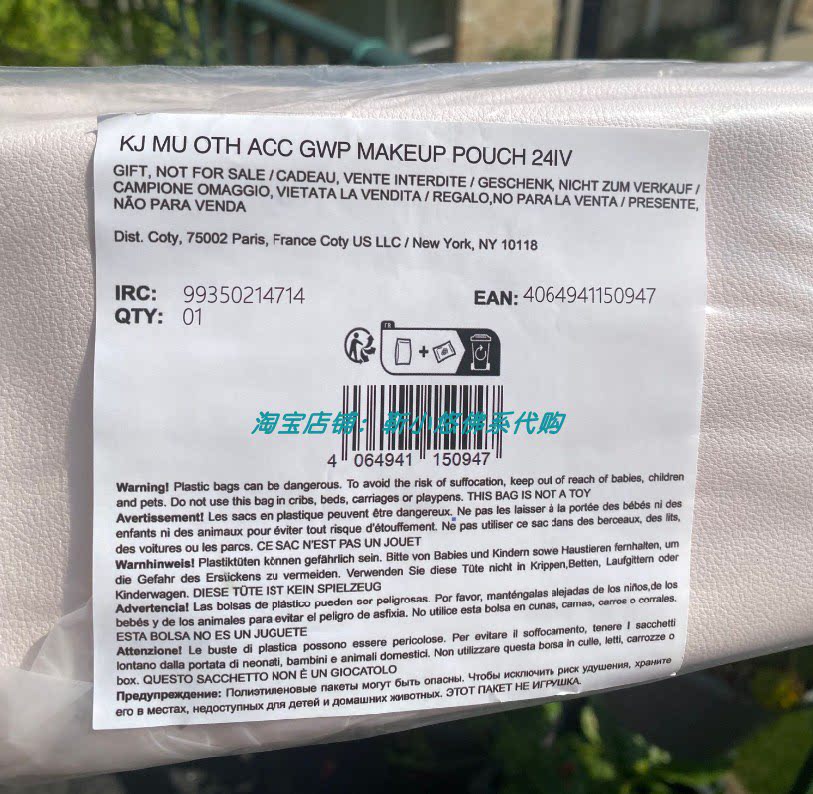 KJ MU OTH ACC GWP MAKEUP POUCH 24IV
GIFT, NOT FOR SALE / CADEAU, VENTE INTERDITE / GESCHENK, NICHT ZUM VERKAUF /
CAMPIONE OMAGGIO, VIETATA LA VENDITA / REGALO,NO PARA LA VENTA / PRESENTE,
NÃO PARA VENDA
Dist. Coty, 75002 Paris, France Coty US LLC / New York, NY 10118
IRC: 99350214714 EAN: 4064941150947
QTY: 01
FR
淘宝店铺：靳小悠佛系代购
4 064941 150947
Warning! Plastic bags can be dangerous. To avoid the risk of suffocation, keep out of reach of babies, children
and pets. Do not use this bag in cribs, beds, carriages or playpens. THIS BAG IS NOT A TOY
Avertissement! Les sacs en plastique peuvent être dangereux. Ne pas les laisser à la portée des bébés ni des
enfants ni des animaux pour éviter tout risque d'étouffement. Ne pas utiliser ce sac dans des berceaux, des lits,
des voitures ou les parcs. CE SAC N'EST PAS UN JOUET
Warnhinweis! Plastiktüten können gefährlich sein. Bitte von Babies und Kindern sowe Haustieren fernhalten, um
die Gefahr des Erstickens zu vermeiden. Verwenden Sie diese Tüte nicht in Krippen,Betten, Laufgittern oder
Kinderwagen. DIESE TÜTE IST KEIN SPIELZEUG
Advertencia! Las bolsas de plástico pueden ser peligrosas. Por favor, manténgalas alejadas de los niños,de los
bebés y de los animales para evitar el peligro de asfixia. No utilice esta bolsa en cunas, camas, carros o corrales.
ESTA BOLSA NO ES UN JUGUETE
Attenzione! Le buste di plastica possono essere pericolose. Per evitare il soffocamento, tenere I sacchetti
lontano dalla portata di neonati, bambini e animali domestici. Non utilizzare questa borsa in culle, letti, carrozze o
box. QUESTO SACCHETTO NON È UN GIOCATOLO
Предупреждение: Полиэтиленовые пакеты могут быть опасны. Чтобы исключить риск удушения, храните
его в местах, недоступных для детей и домашних животных. ЭТОТ ПАКЕТ НЕ ИГРУШКА.